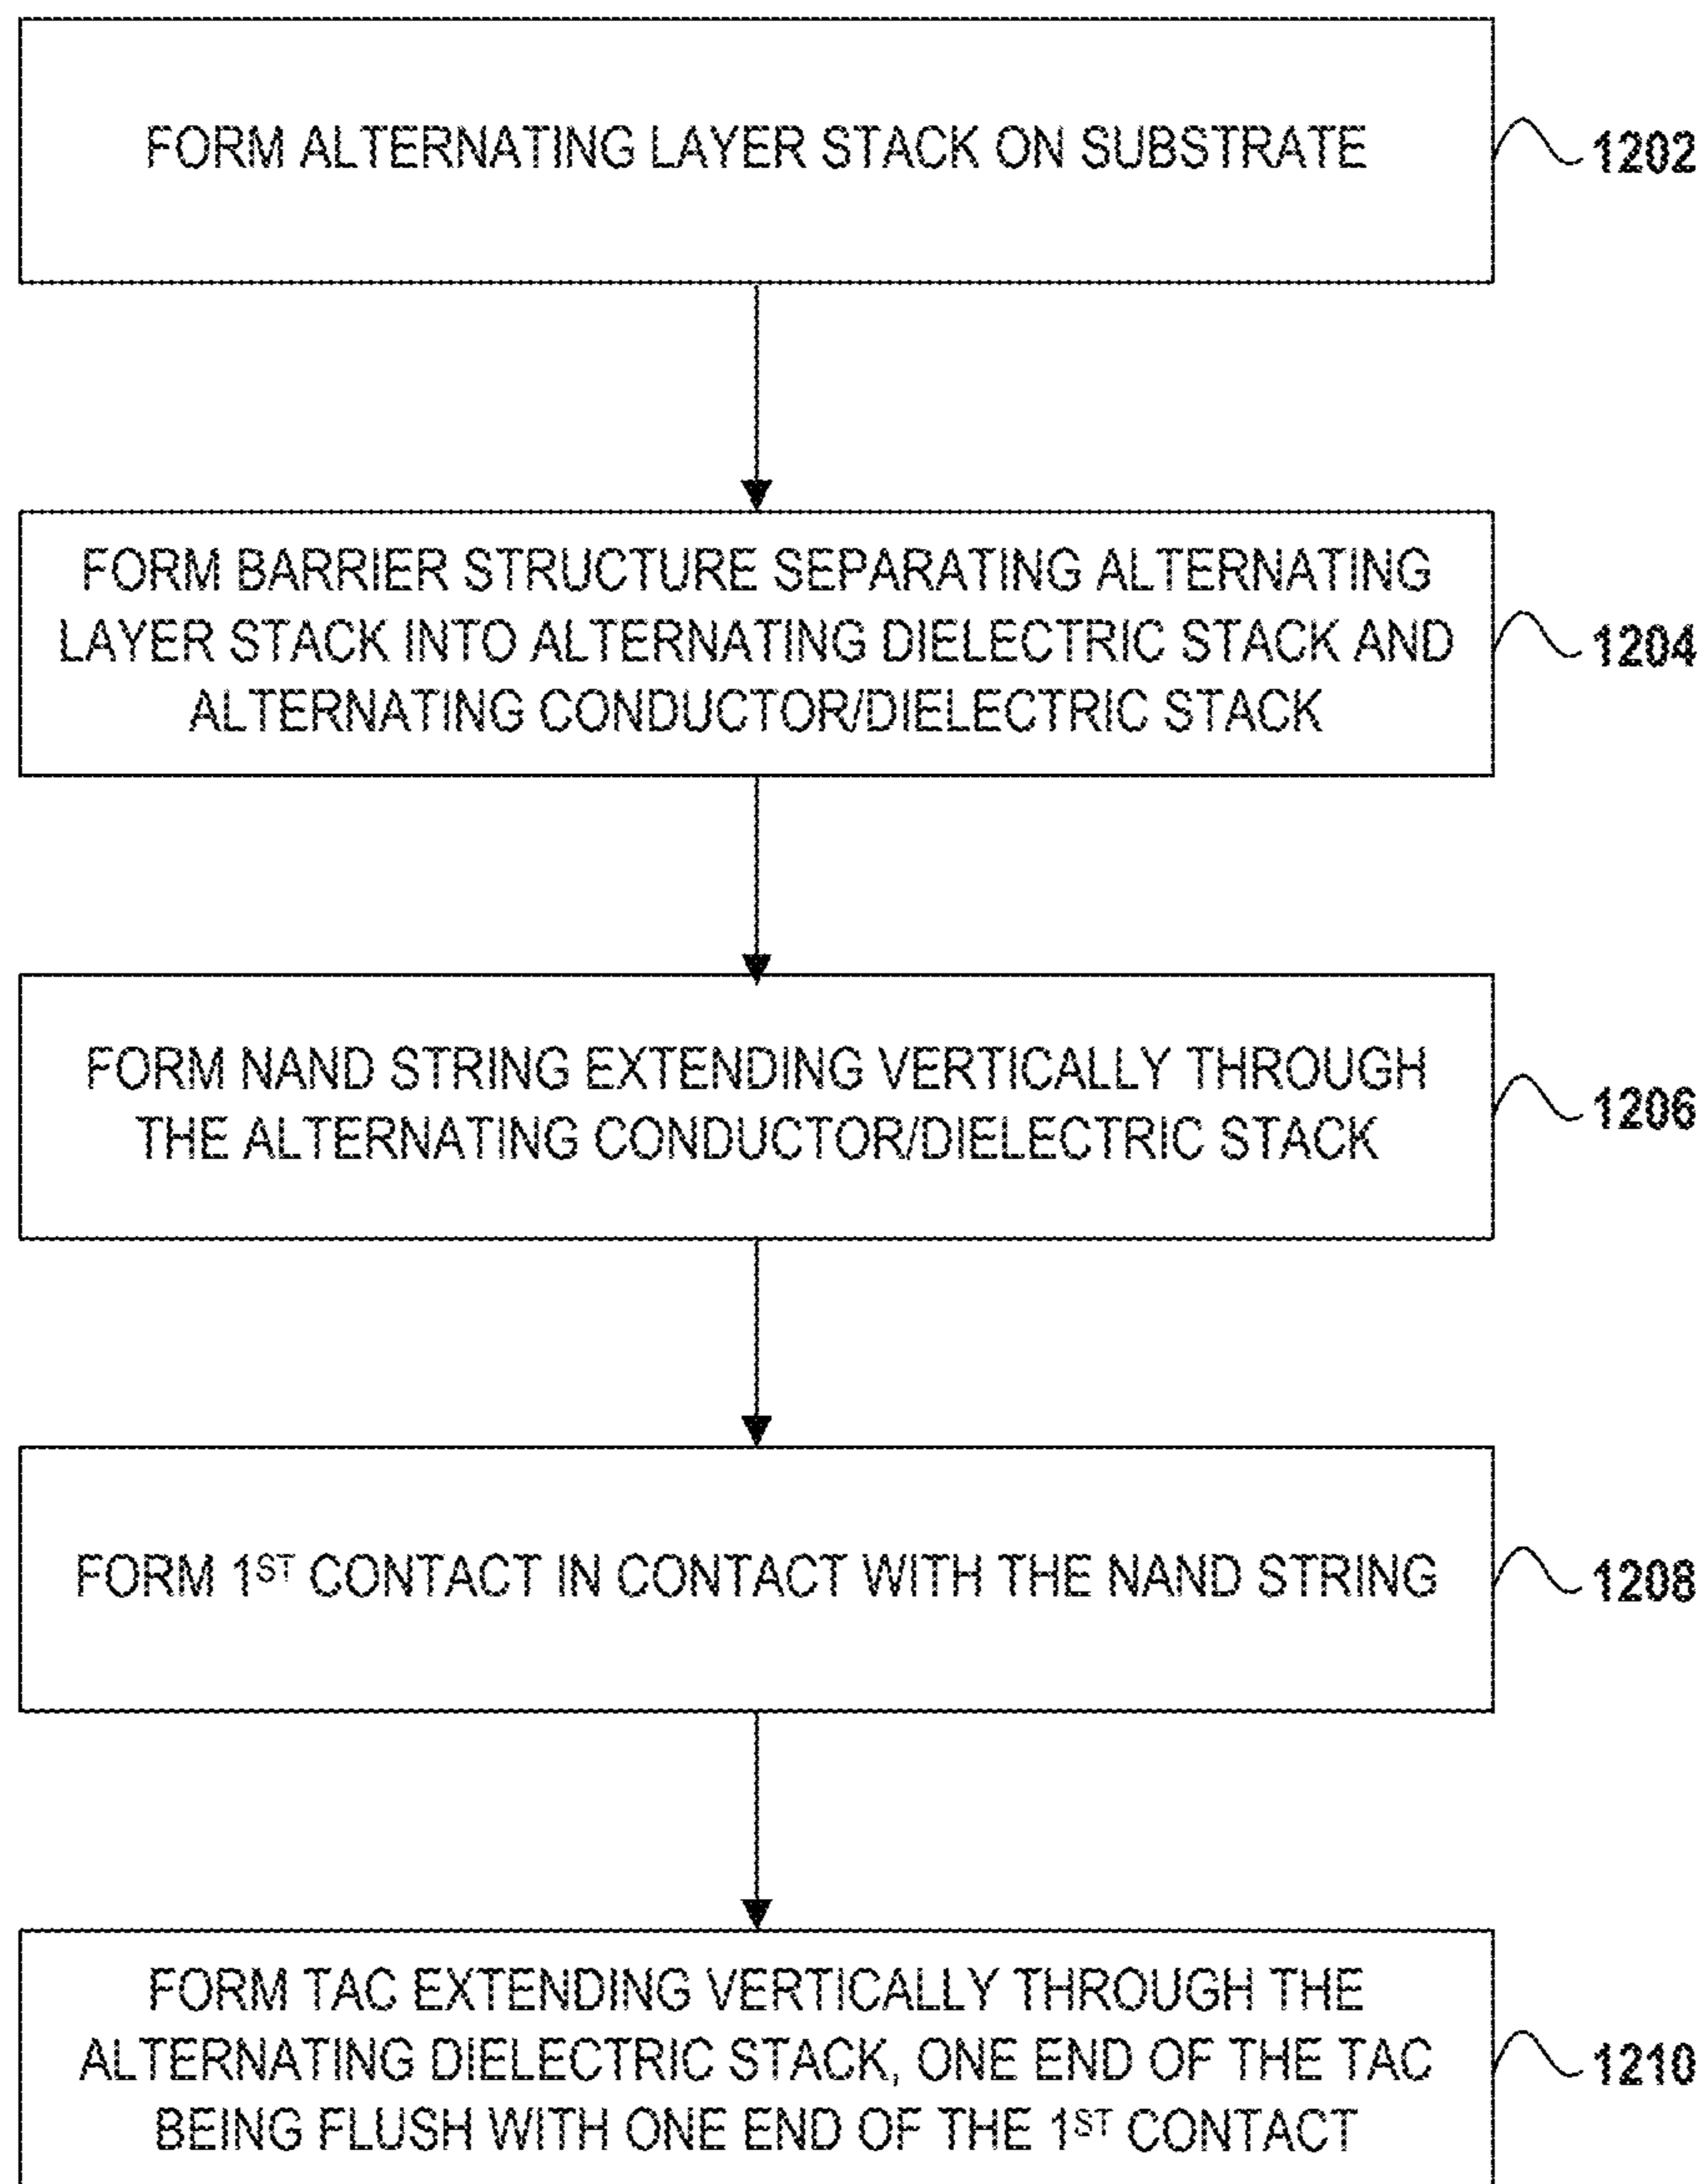 FORM ALTERNATING LAYER STACK ON SUBSTRATE
1202
FORM BARRIER STRUCTURE SEPARATING ALTERNATING
LAYER STACK INTO ALTERNATING DIELECTRIC STACK AND
ALTERNATING CONDUCTOR/DIELECTRIC STACK
1204
FORM NAND STRING EXTENDING VERTICALLY THROUGH
THE ALTERNATING CONDUCTOR/DIELECTRIC STACK
1206
FORM 1ST CONTACT IN CONTACT WITH THE NAND STRING
1208
FORM TAC EXTENDING VERTICALLY THROUGH THE
ALTERNATING DIELECTRIC STACK, ONE END OF THE TAC
BEING FLUSH WITH ONE END OF THE 1ST CONTACT
1210